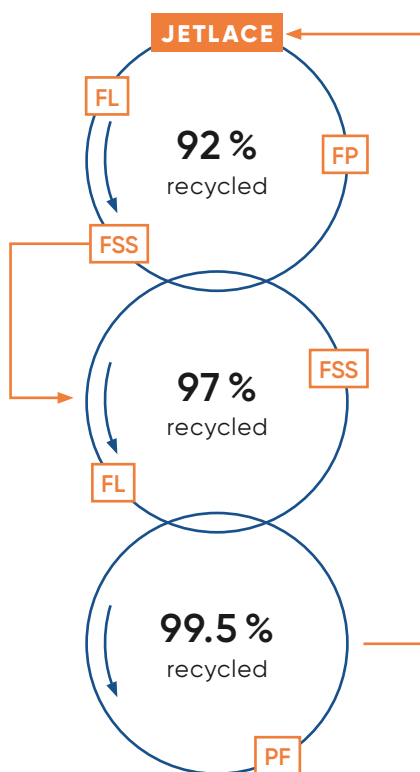 JETLACE
FL
92 %
recycled
FP
FSS
97 %
recycled
FSS
FL
99.5 %
recycled
PF